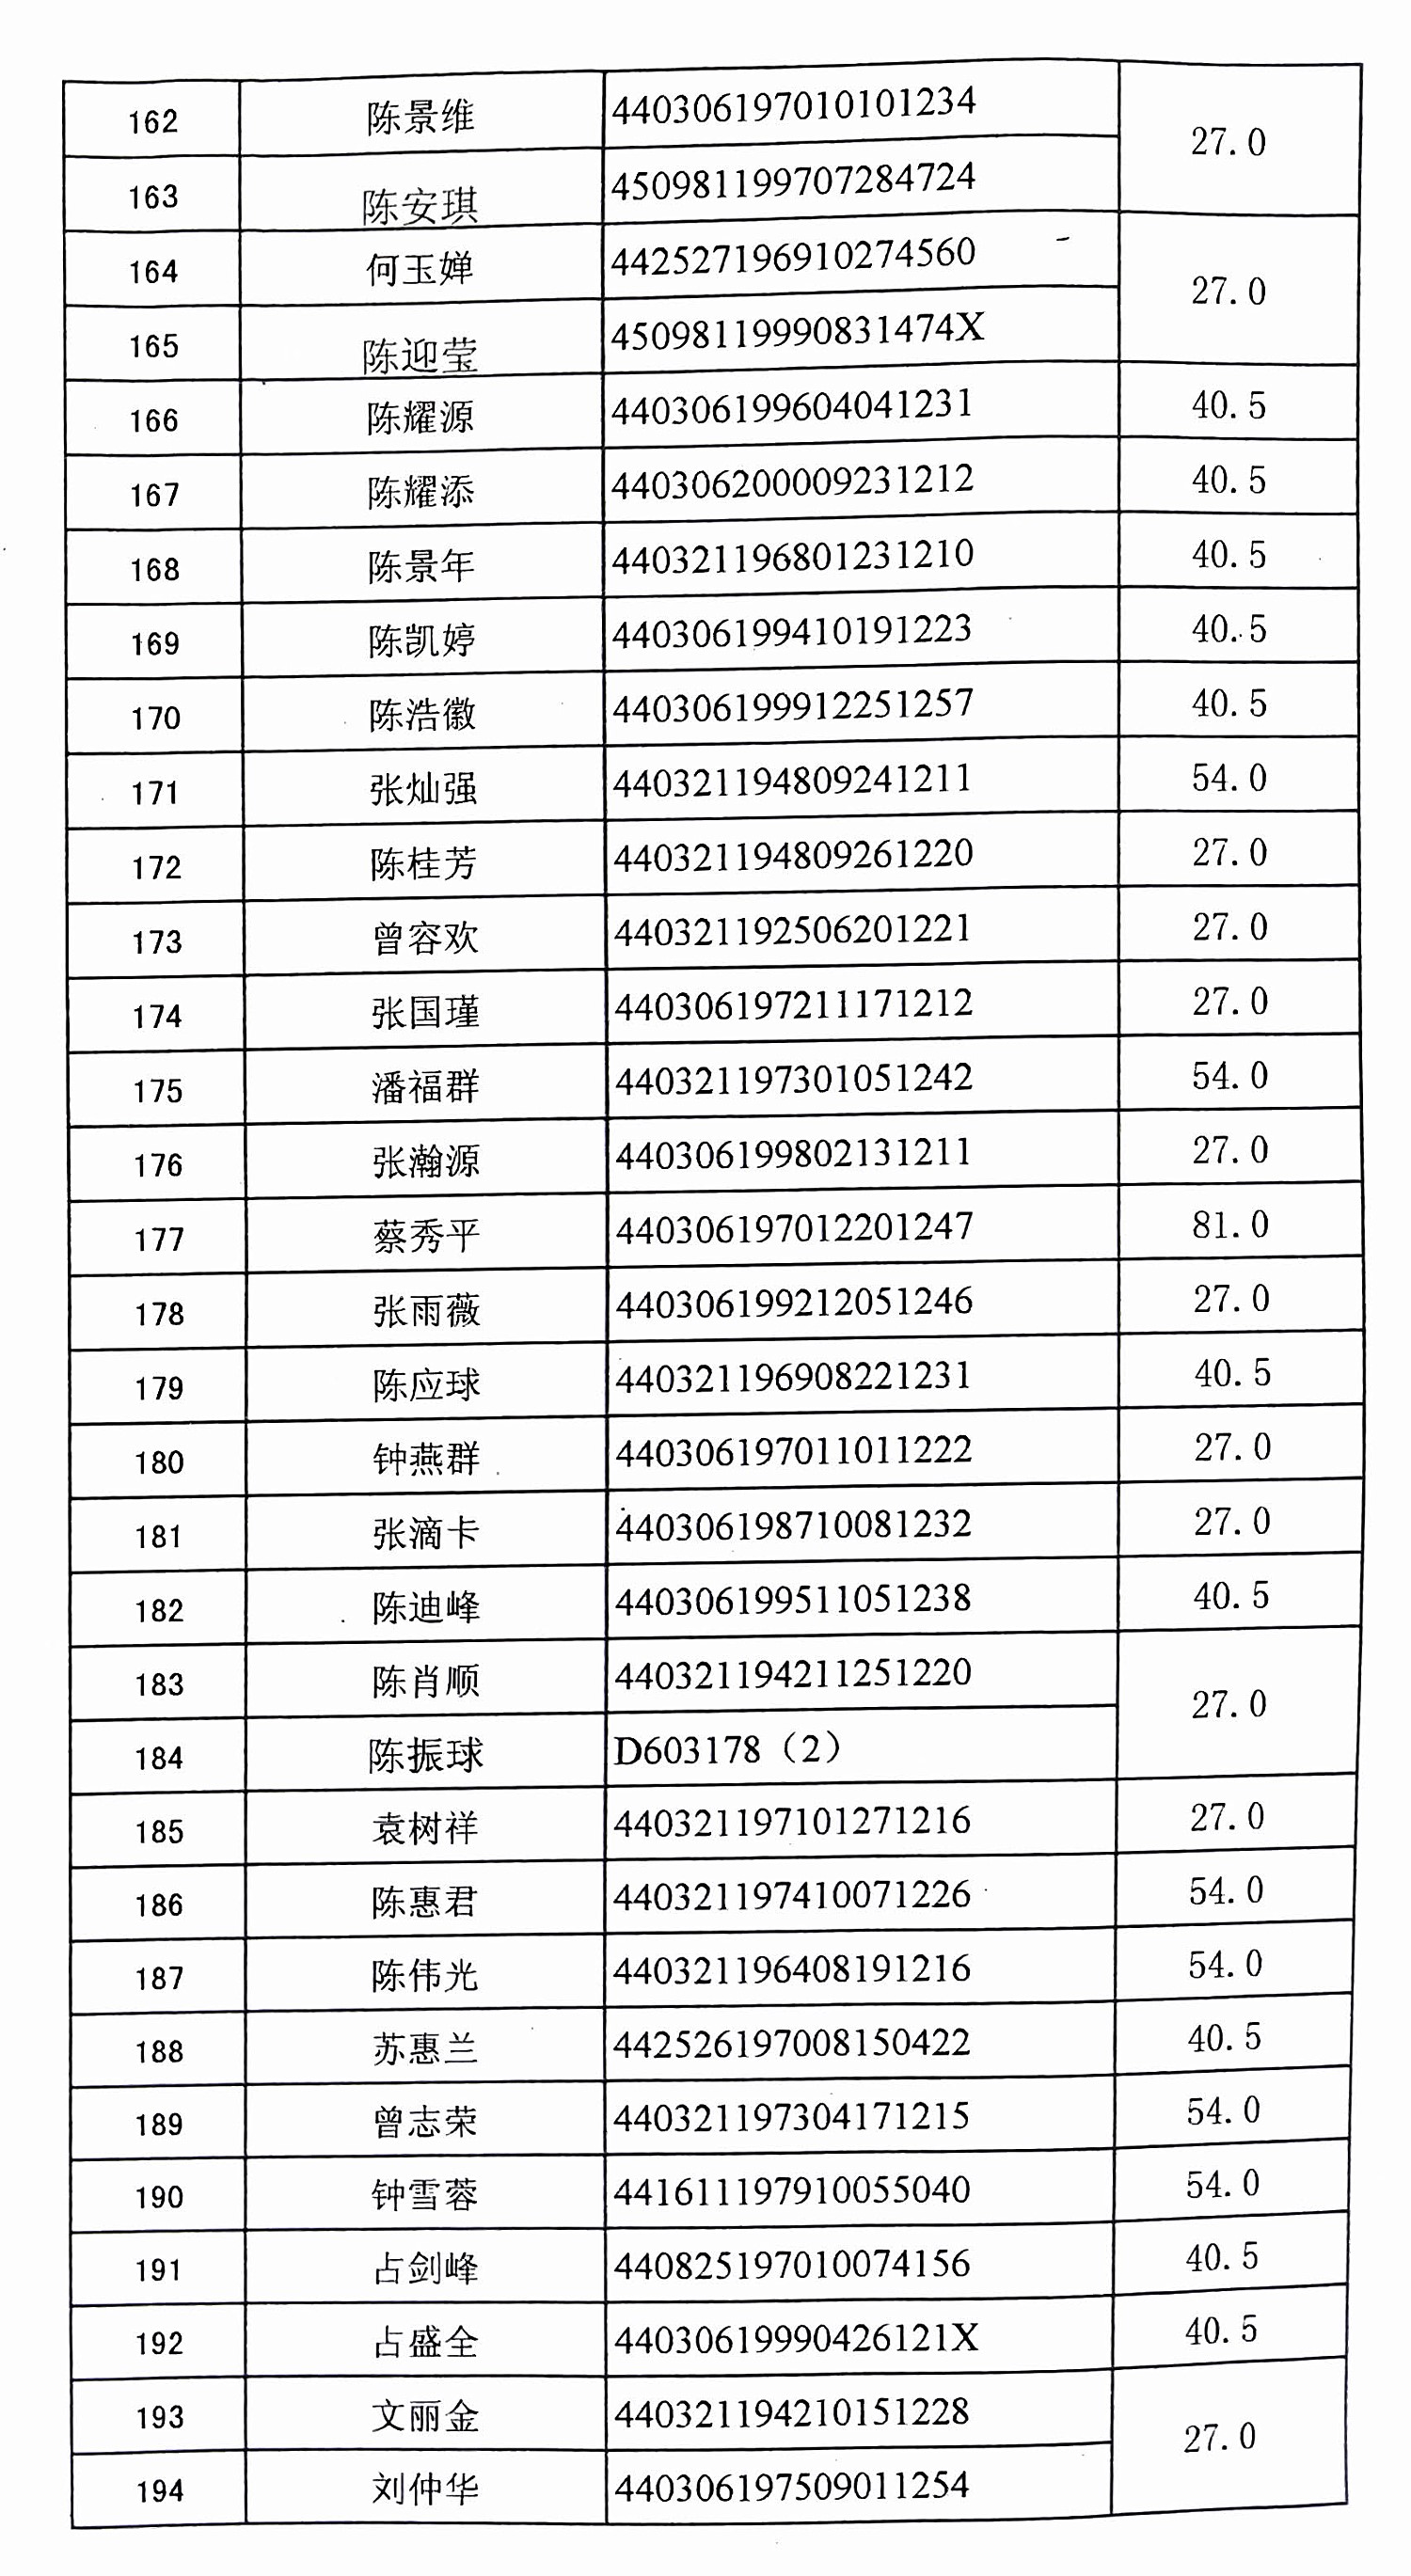 162 陈景维 440306197010101234 27.0
163 陈安琪 450981199707284724
164 何玉婵 442527196910274560 27.0
165 陈迎莹 45098119990831474X
166 陈耀源 440306199604041231 40.5
167 陈耀添 440306200009231212 40.5
168 陈景年 440321196801231210 40.5
169 陈凯婷 440306199410191223 40.5
170 陈浩徽 440306199912251257 40.5
171 张灿强 440321194809241211 54.0
172 陈桂芳 440321194809261220 27.0
173 曾容欢 440321192506201221 27.0
174 张国瑾 440306197211171212 27.0
175 潘福群 440321197301051242 54.0
176 张瀚源 440306199802131211 27.0
177 蔡秀平 440306197012201247 81.0
178 张雨薇 440306199212051246 27.0
179 陈应球 440321196908221231 40.5
180 钟燕群 440306197011011222 27.0
181 张滴卡 440306198710081232 27.0
182 陈迪峰 440306199511051238 40.5
183 陈肖顺 440321194211251220 27.0
184 陈振球 D603178（2）
185 袁树祥 440321197101271216 27.0
186 陈惠君 440321197410071226 54.0
187 陈伟光 440321196408191216 54.0
188 苏惠兰 442526197008150422 40.5
189 曾志荣 440321197304171215 54.0
190 钟雪蓉 441611197910055040 54.0
191 占剑峰 440825197010074156 40.5
192 占盛全 44030619990426121X 40.5
193 文丽金 440321194210151228 27.0
194 刘仲华 440306197509011254